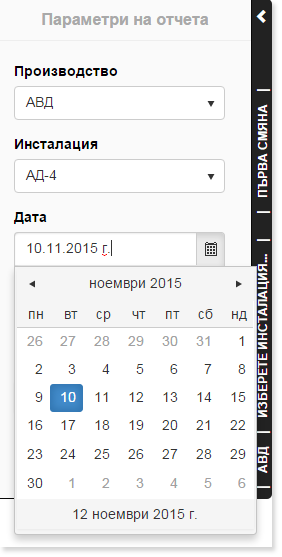 Параметри на отчета
Производство
АВД
Инсталация
АД-4
Дата
10.11.2015 г.
ноември 2015
пн вт ср чт пт сб нд
26 27 28 29 30 31 1
2 3 4 5 6 7 8
9 10 11 12 13 14 15
16 17 18 19 20 21 22
23 24 25 26 27 28 29
30 1 2 3 4 5 6
12 ноември 2015 г.
| АВД | ИЗБЕРЕТЕ ИНСТАЛАЦИЯ... | ПЪРВА СМЯНА |